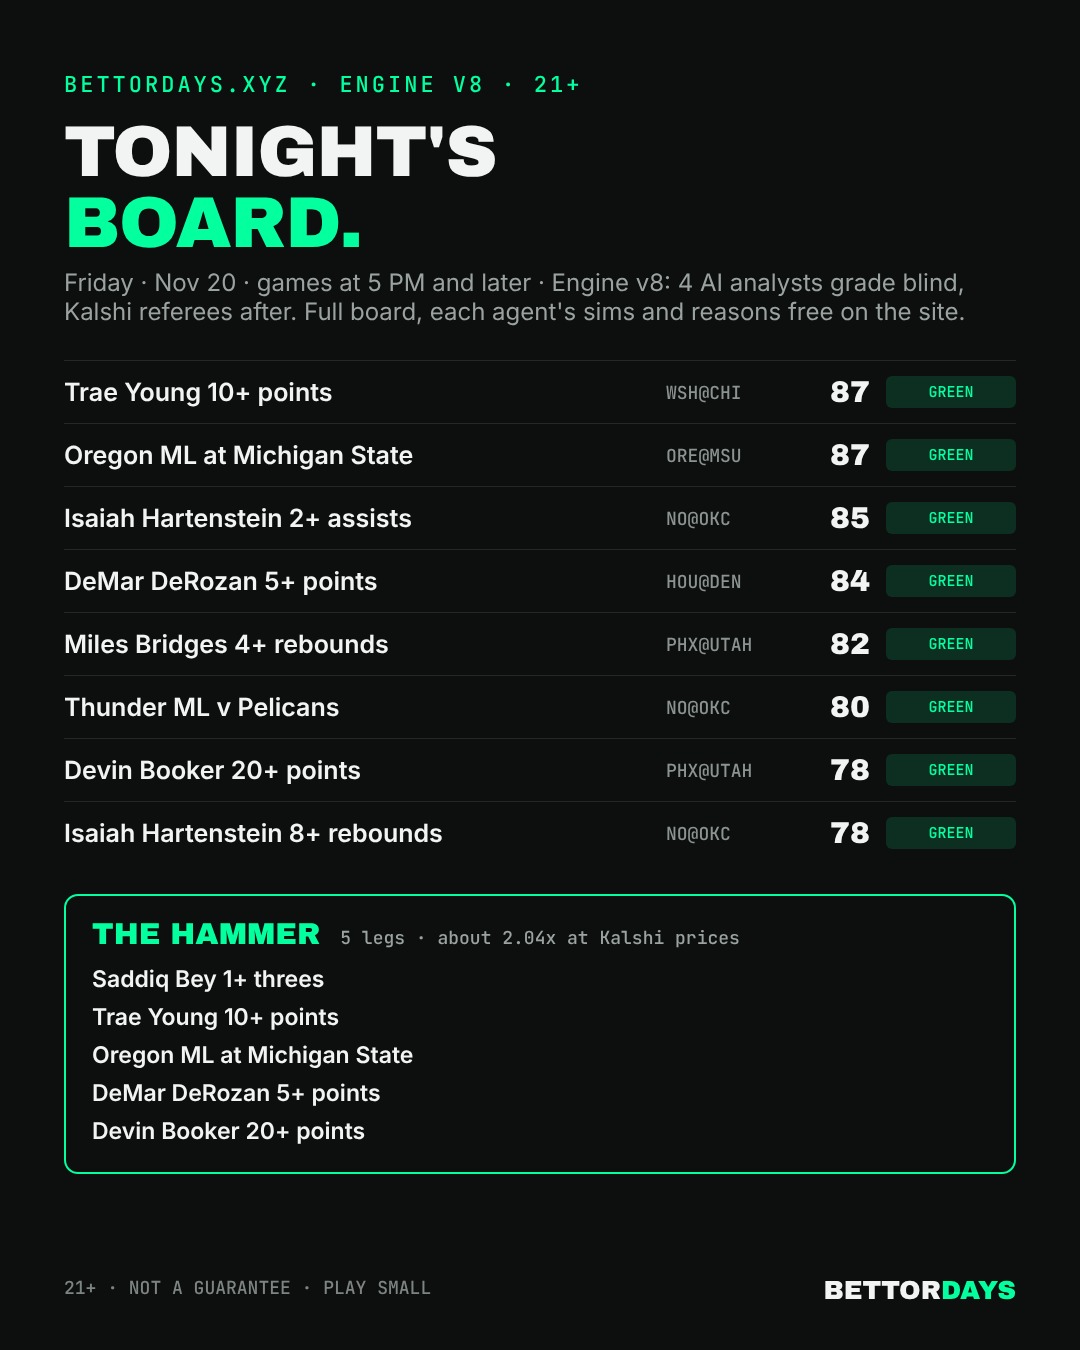 BETTORDAYS.XYZ · ENGINE V8 · 21+
TONIGHT'S
BOARD.
Friday · Nov 20 · games at 5 PM and later · Engine v8: 4 AI analysts grade blind,
Kalshi referees after. Full board, each agent's sims and reasons free on the site.
Trae Young 10+ points WSH@CHI 87 GREEN
Oregon ML at Michigan State ORE@MSU 87 GREEN
Isaiah Hartenstein 2+ assists NO@OKC 85 GREEN
DeMar DeRozan 5+ points HOU@DEN 84 GREEN
Miles Bridges 4+ rebounds PHX@UTAH 82 GREEN
Thunder ML v Pelicans NO@OKC 80 GREEN
Devin Booker 20+ points PHX@UTAH 78 GREEN
Isaiah Hartenstein 8+ rebounds NO@OKC 78 GREEN
THE HAMMER 5 legs · about 2.04x at Kalshi prices
Saddiq Bey 1+ threes
Trae Young 10+ points
Oregon ML at Michigan State
DeMar DeRozan 5+ points
Devin Booker 20+ points
21+ · NOT A GUARANTEE · PLAY SMALL
BETTORDAYS